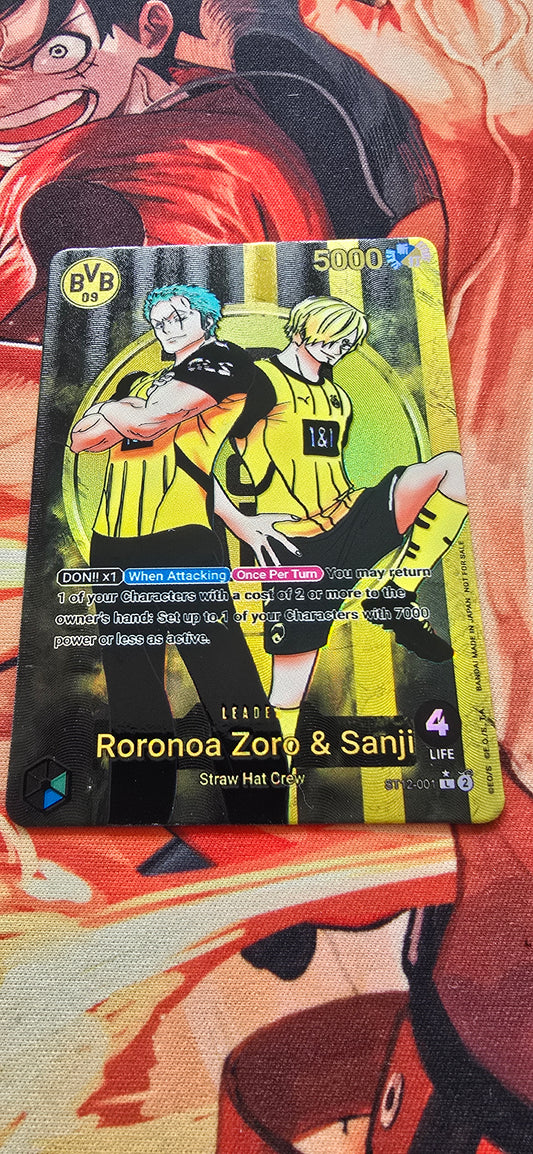 BVB
09
5000
GLS
1&1
DON!! x1 When Attacking Once Per Turn You may return
1 of your Characters with a cost of 2 or more to the
owner's hand: Set up to 1 of your Characters with 7000
power or less as active.
LEADER
Roronoa Zoro & Sanji
Straw Hat Crew
4
LIFE
ST12-001 L 2
©E.O/S. ©E.O./S.,T.A BANDAI MADE IN JAPAN NOT FOR SALE